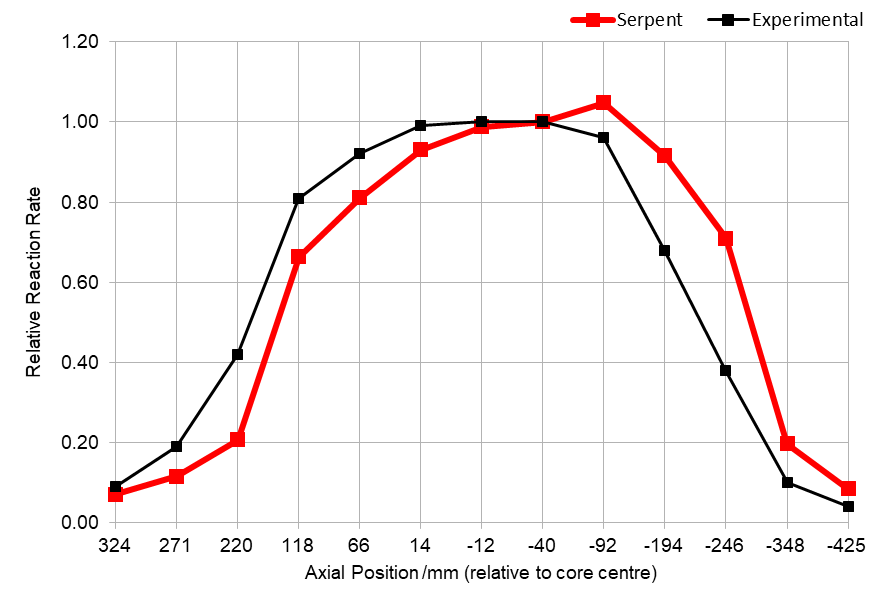 Serpent Experimental
1.20
1.00
0.80
0.60
0.40
0.20
0.00
Relative Reaction Rate
324 271 220 118 66 14 -12 -40 -92 -194 -246 -348 -425
Axial Position /mm (relative to core centre)